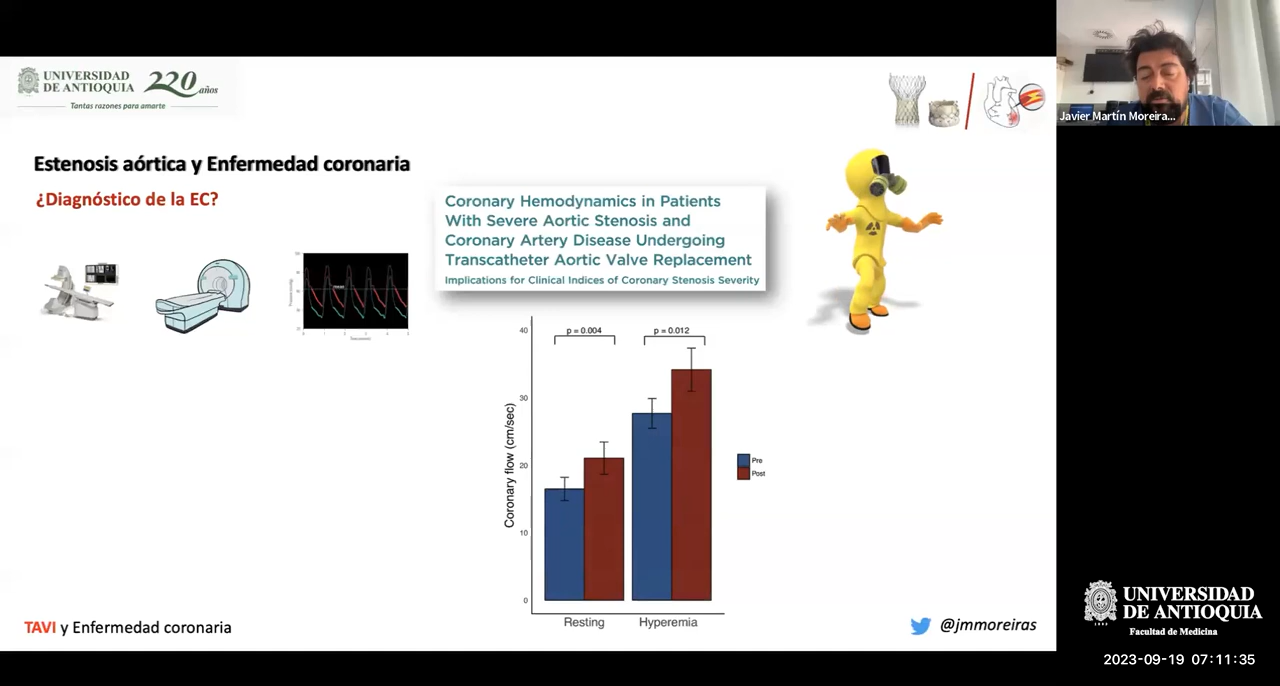 UNIVERSIDAD
DE ANTIOQUIA
220 años
Tantas razones para amarte
Javier Martín Moreira...
Estenosis aórtica y Enfermedad coronaria
¿Diagnóstico de la EC?
Coronary Hemodynamics in Patients
With Severe Aortic Stenosis and
Coronary Artery Disease Undergoing
Transcatheter Aortic Valve Replacement
Implications for Clinical Indices of Coronary Stenosis Severity
40
30
20
10
0
p = 0.004
p = 0.012
Coronary flow (cm/sec)
Pre
Post
Resting
Hyperemia
TAVI y Enfermedad coronaria
@jmmoreiras
UNIVERSIDAD
DE ANTIOQUIA
1803
Facultad de Medicina
2023-09-19 07:11:35